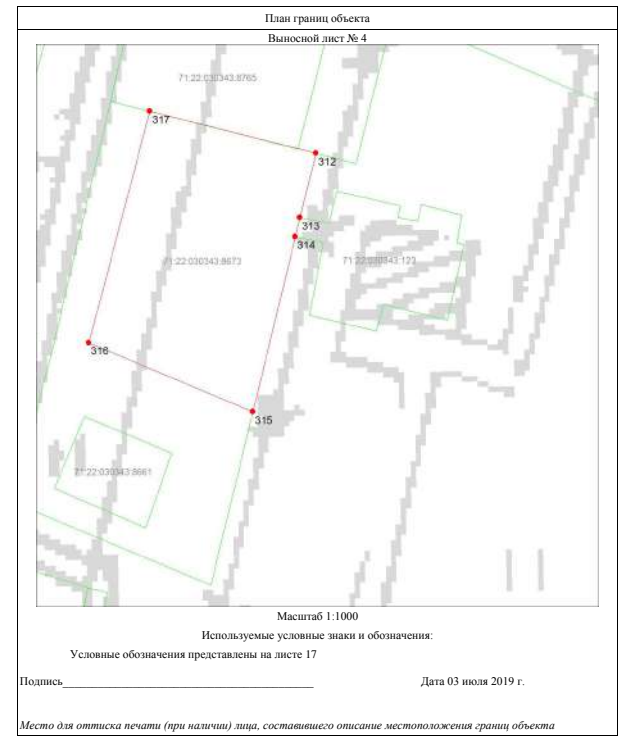 План границ объекта
Выносной лист № 4
71:22:030343:8765
317
312
313
314
71:22:030343:8673
71:22:030343:123
316
315
71:22:030343:8661
Масштаб 1:1000
Используемые условные знаки и обозначения:
Условные обозначения представлены на листе 17
Подпись Дата 03 июля 2019 г.
Место для оттиска печати (при наличии) лица, составившего описание местоположения границ объекта